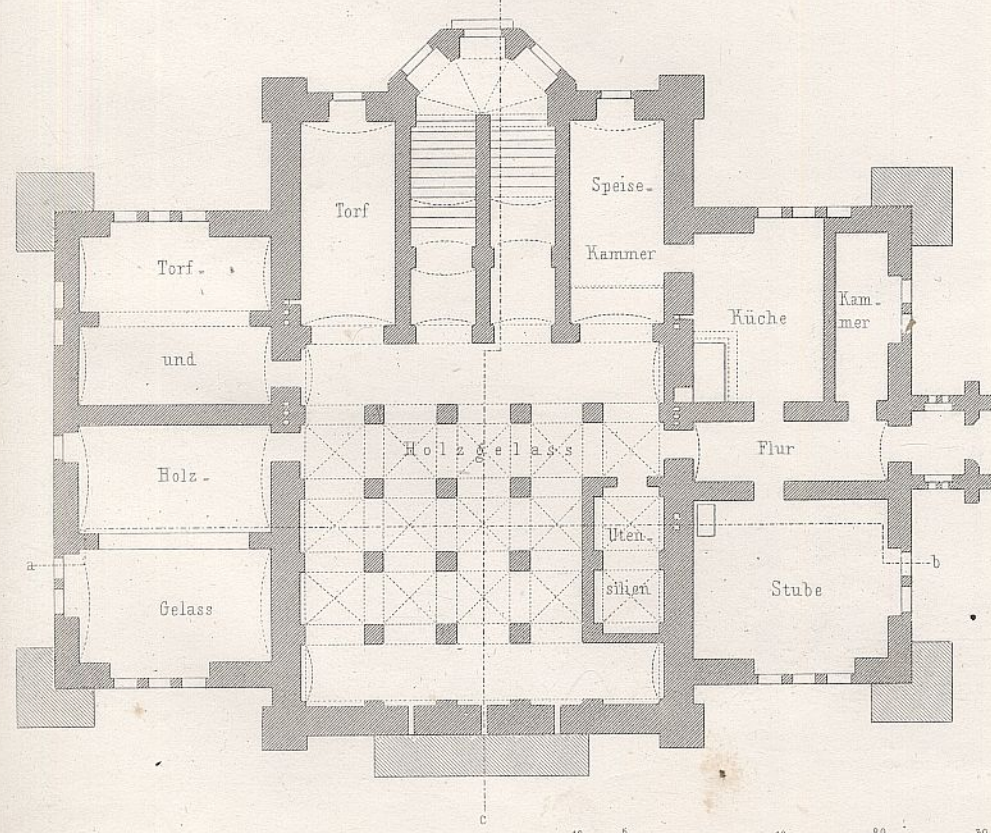 Torf
Speise-
Kammer
Torf-
und
Küche
Kam-
mer
Holzgelass
Flur
Holz-
Uten-
silien
a
b
Gelass
Stube
c